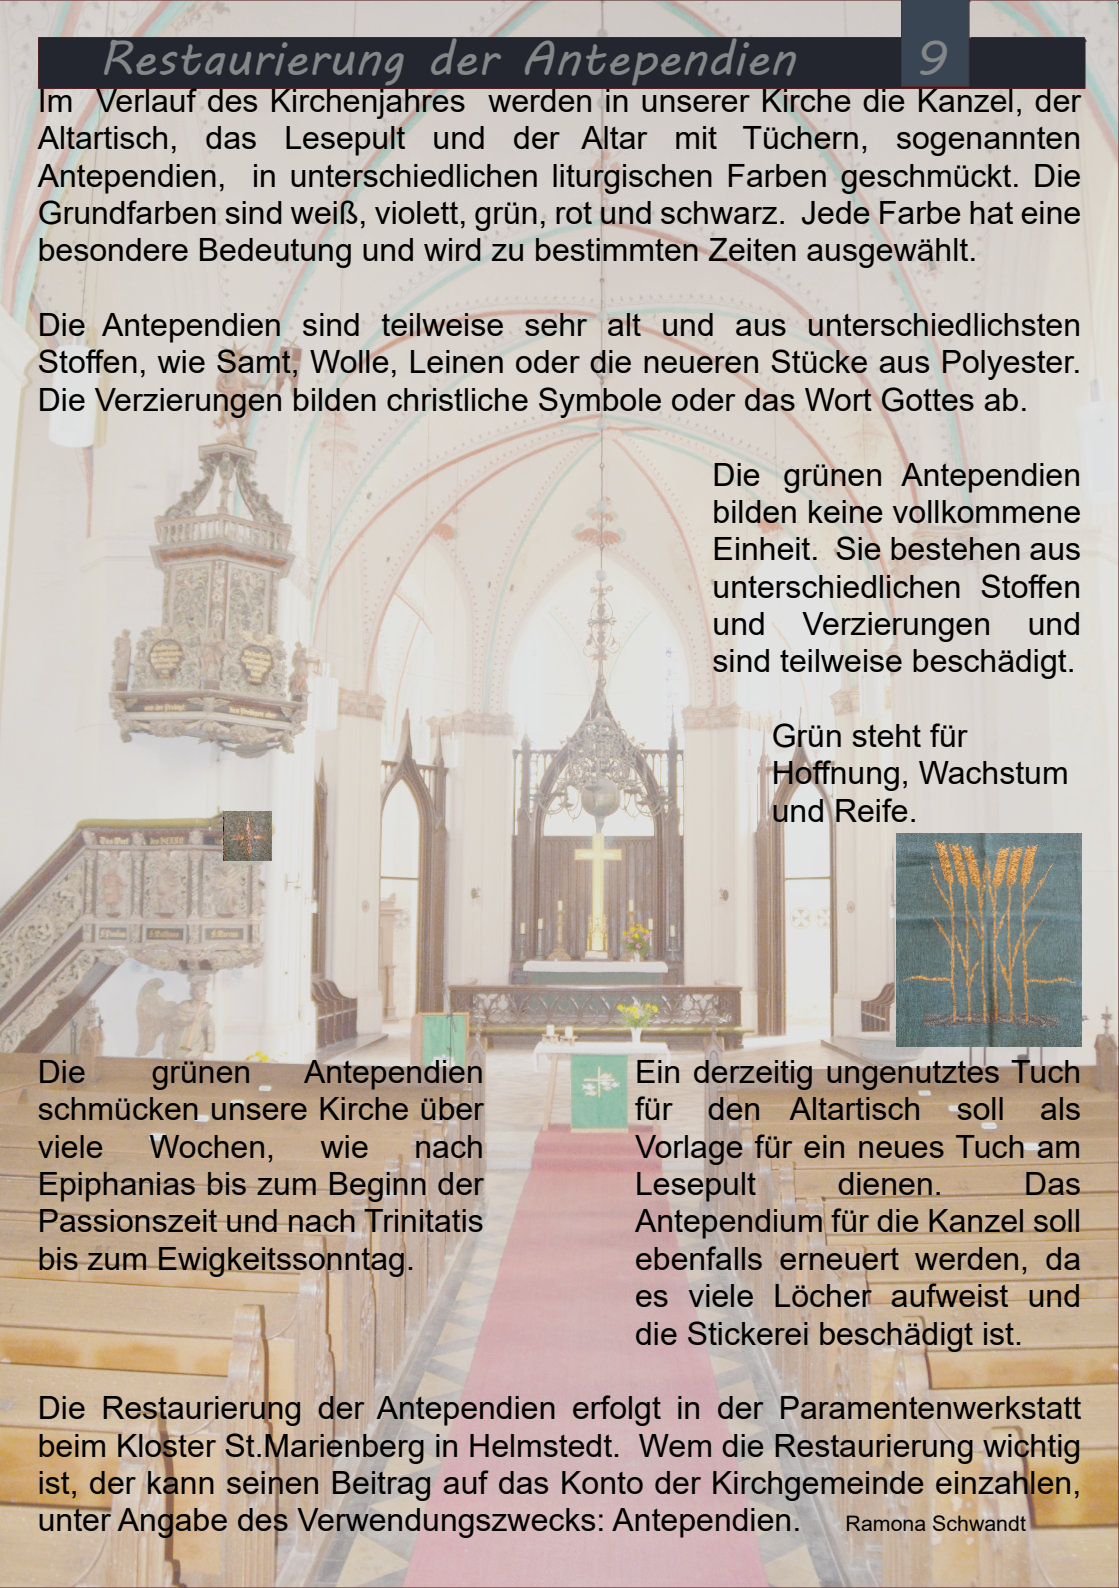 Restaurierung der Antependien 9
Im Verlauf des Kirchenjahres werden in unserer Kirche die Kanzel, der
Altartisch, das Lesepult und der Altar mit Tüchern, sogenannten
Antependien, in unterschiedlichen liturgischen Farben geschmückt. Die
Grundfarben sind weiß, violett, grün, rot und schwarz. Jede Farbe hat eine
besondere Bedeutung und wird zu bestimmten Zeiten ausgewählt.
Die Antependien sind teilweise sehr alt und aus unterschiedlichsten
Stoffen, wie Samt, Wolle, Leinen oder die neueren Stücke aus Polyester.
Die Verzierungen bilden christliche Symbole oder das Wort Gottes ab.
Die grünen Antependien
bilden keine vollkommene
Einheit. Sie bestehen aus
unterschiedlichen Stoffen
und Verzierungen und
sind teilweise beschädigt.
Grün steht für
Hoffnung, Wachstum
und Reife.
Die grünen Antependien
schmücken unsere Kirche über
viele Wochen, wie nach
Epiphanias bis zum Beginn der
Passionszeit und nach Trinitatis
bis zum Ewigkeitssonntag.
Ein derzeitig ungenutztes Tuch
für den Altartisch soll als
Vorlage für ein neues Tuch am
Lesepult dienen. Das
Antependium für die Kanzel soll
ebenfalls erneuert werden, da
es viele Löcher aufweist und
die Stickerei beschädigt ist.
Die Restaurierung der Antependien erfolgt in der Paramentenwerkstatt
beim Kloster St.Marienberg in Helmstedt. Wem die Restaurierung wichtig
ist, der kann seinen Beitrag auf das Konto der Kirchgemeinde einzahlen,
unter Angabe des Verwendungszwecks: Antependien. Ramona Schwandt